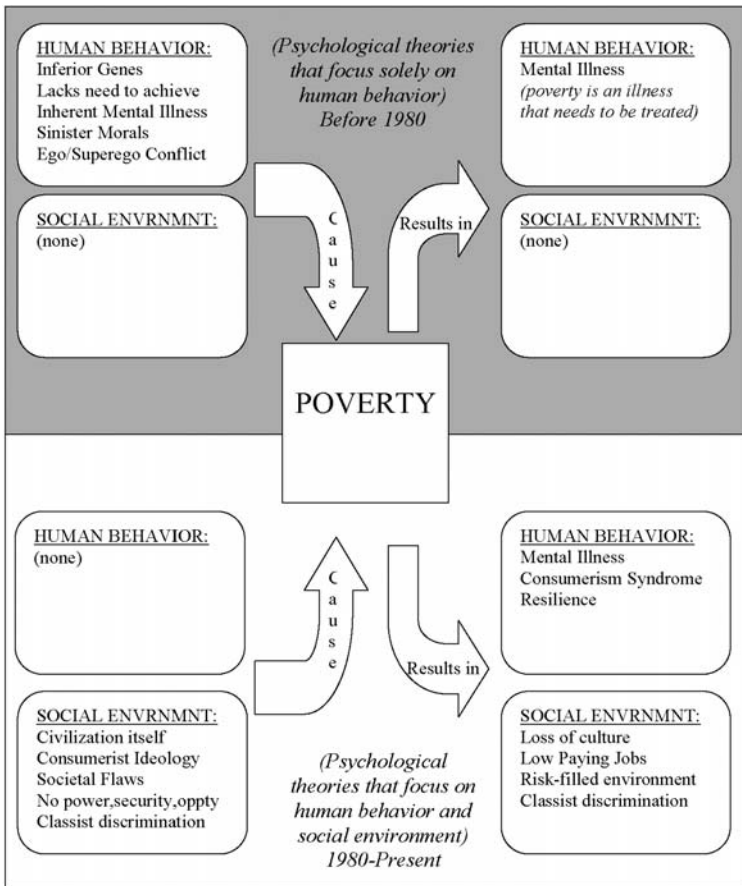 HUMAN BEHAVIOR:
Inferior Genes
Lacks need to achieve
Inherent Mental Illness
Sinister Morals
Ego/Superego Conflict
(Psychological theories
that focus solely on
human behavior)
Before 1980
HUMAN BEHAVIOR:
Mental Illness
(poverty is an illness
that needs to be treated)
SOCIAL ENVRNMNT:
(none)
Cause
Results in
SOCIAL ENVRNMNT:
(none)
POVERTY
HUMAN BEHAVIOR:
(none)
Cause
Results in
HUMAN BEHAVIOR:
Mental Illness
Consumerism Syndrome
Resilience
SOCIAL ENVRNMNT:
Civilization itself
Consumerist Ideology
Societal Flaws
No power,security,oppty
Classist discrimination
(Psychological
theories that focus on
human behavior and
social environment)
1980-Present
SOCIAL ENVRNMNT:
Loss of culture
Low Paying Jobs
Risk-filled environment
Classist discrimination